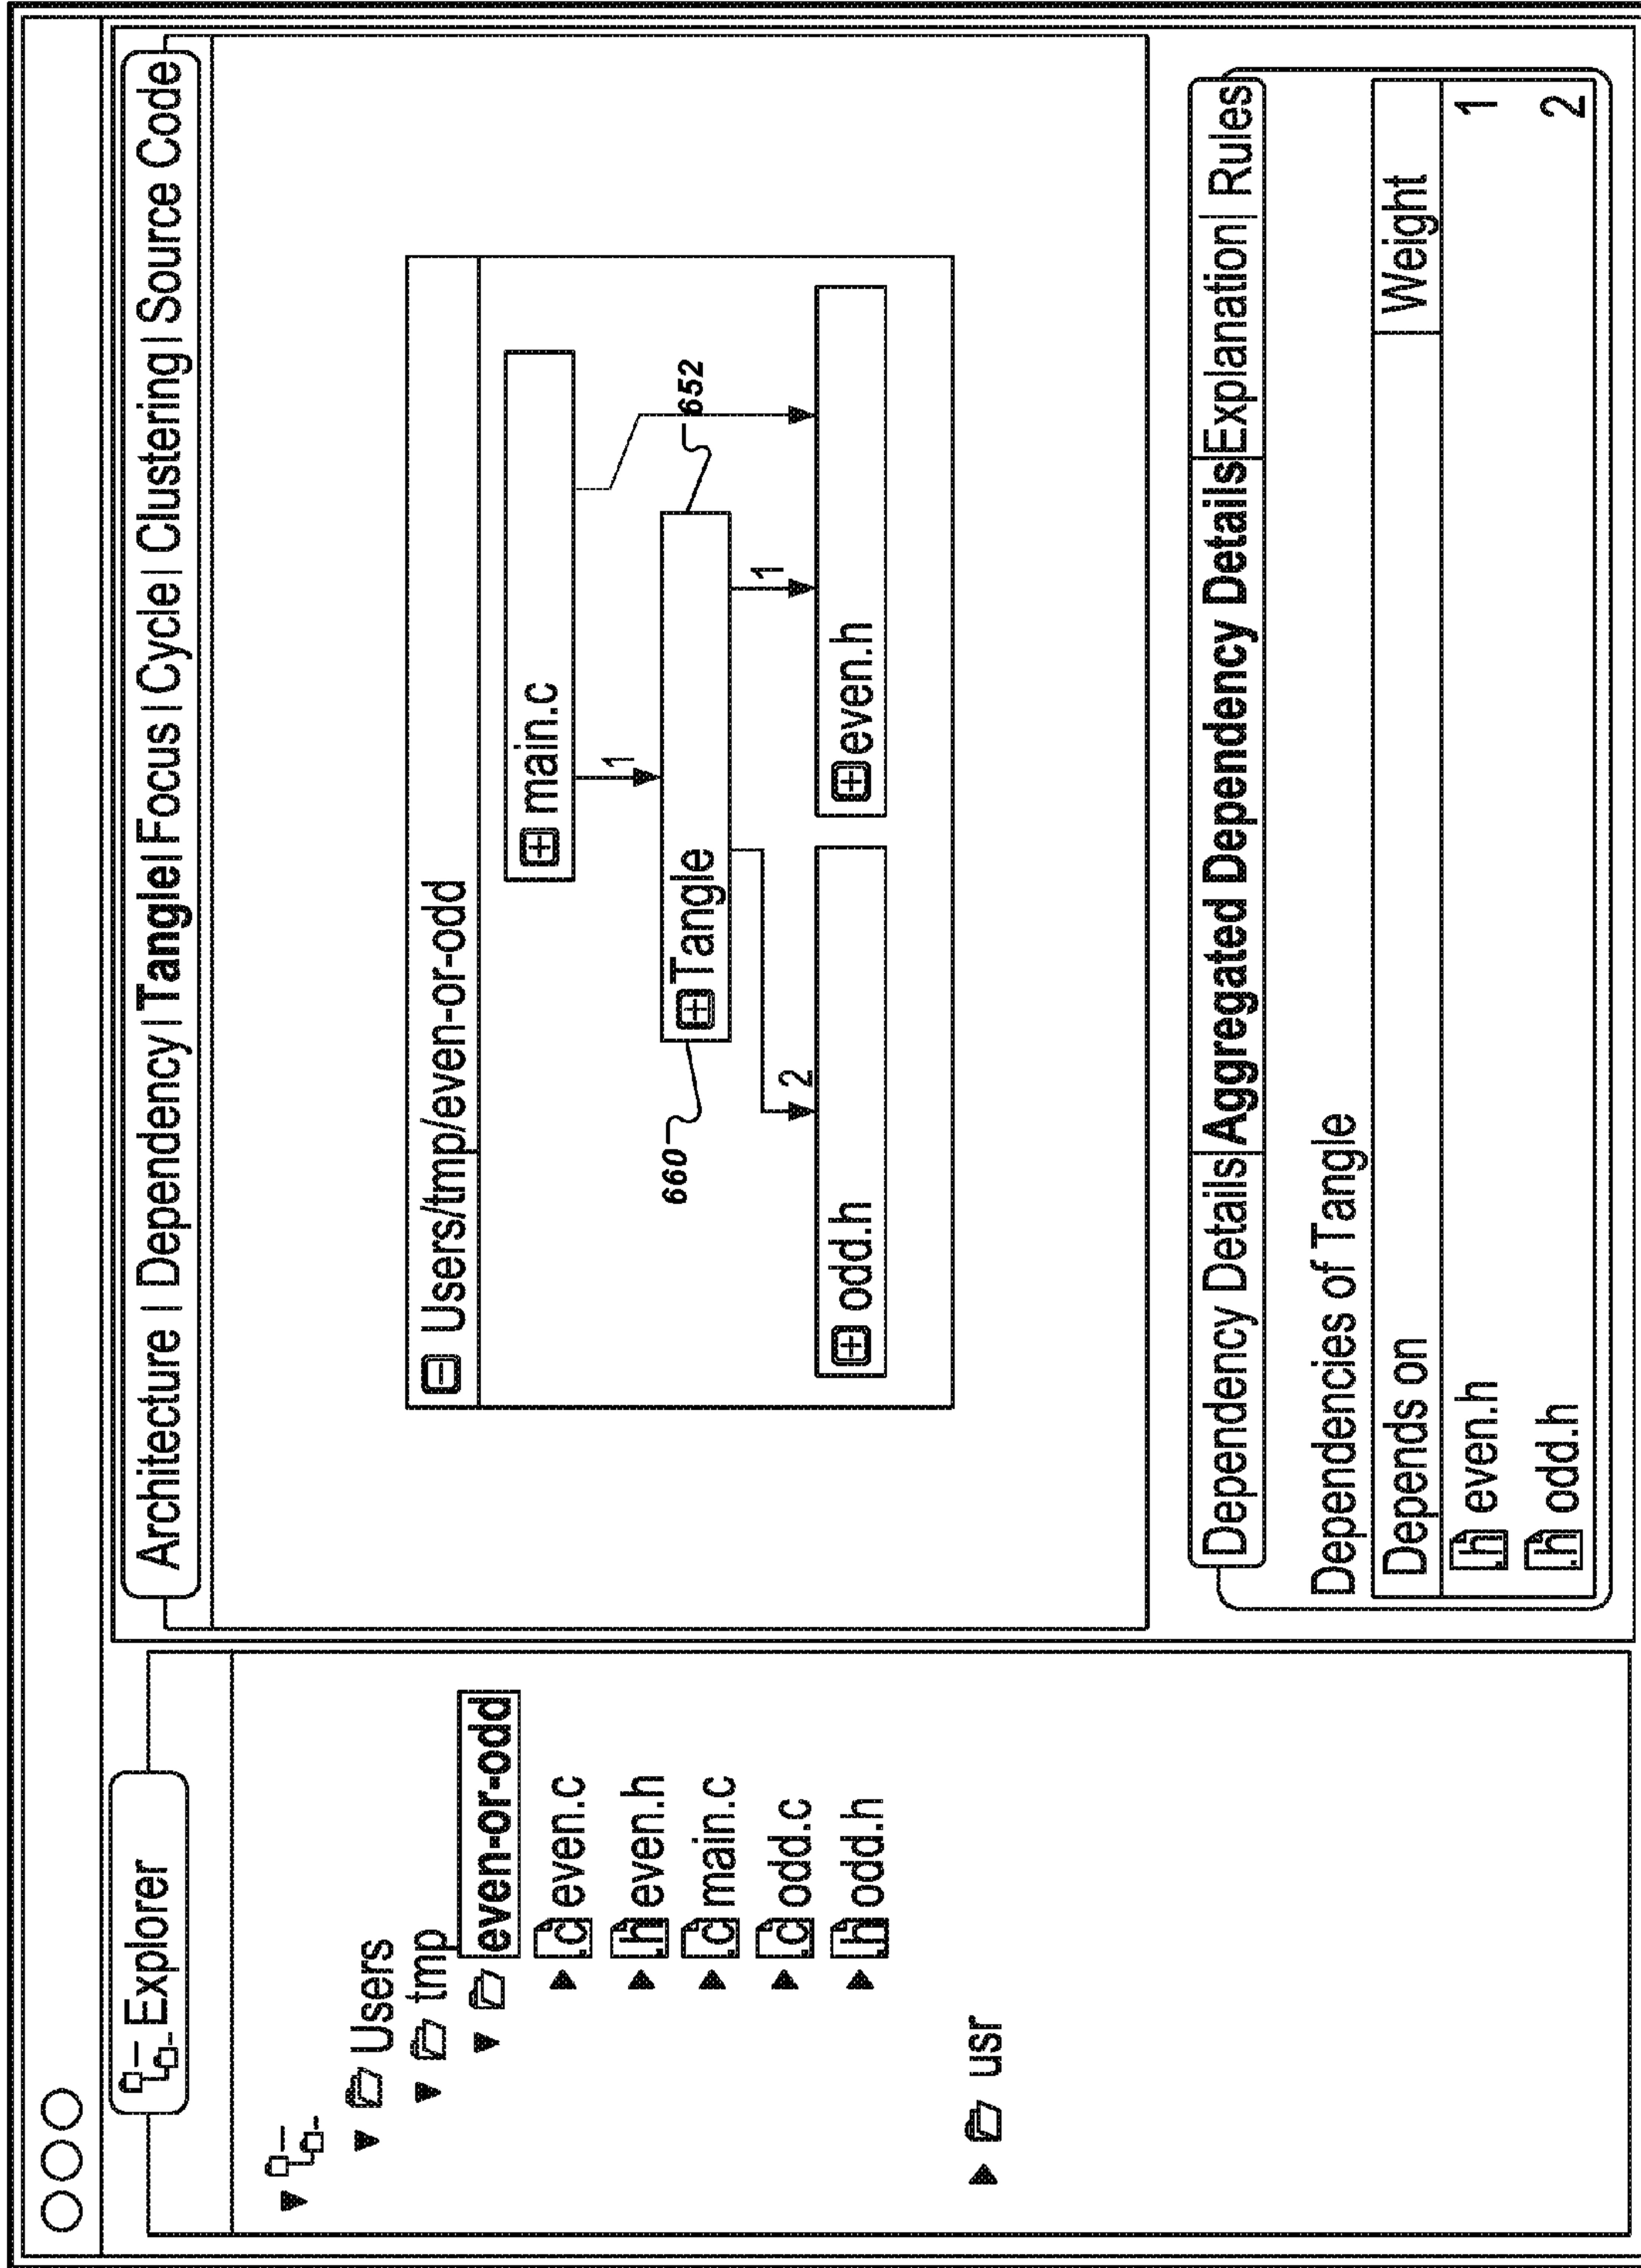 Explorer
Users
tmp
even-or-odd
.c even.c
.h even.h
.c main.c
.c odd.c
.h odd.h
usr
Architecture | Dependency | Tangle | Focus | Cycle | Clustering | Source Code
Users/tmp/even-or-odd
main.c
1
660
Tangle
652
2
1
odd.h
even.h
Dependency Details | Aggregated Dependency Details | Explanation | Rules
Dependencies of Tangle
Depends on Weight
.h even.h 1
.h odd.h 2